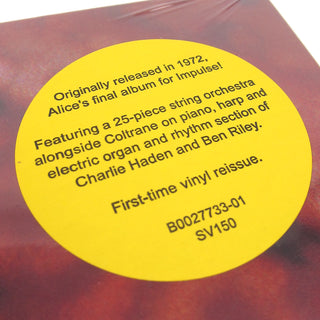 Originally released in 1972,
Alice's final album for Impulse!
Featuring a 25-piece string orchestra
alongside Coltrane on piano, harp and
electric organ and rhythm section of
Charlie Haden and Ben Riley.
First-time vinyl reissue.
B0027733-01
SV150